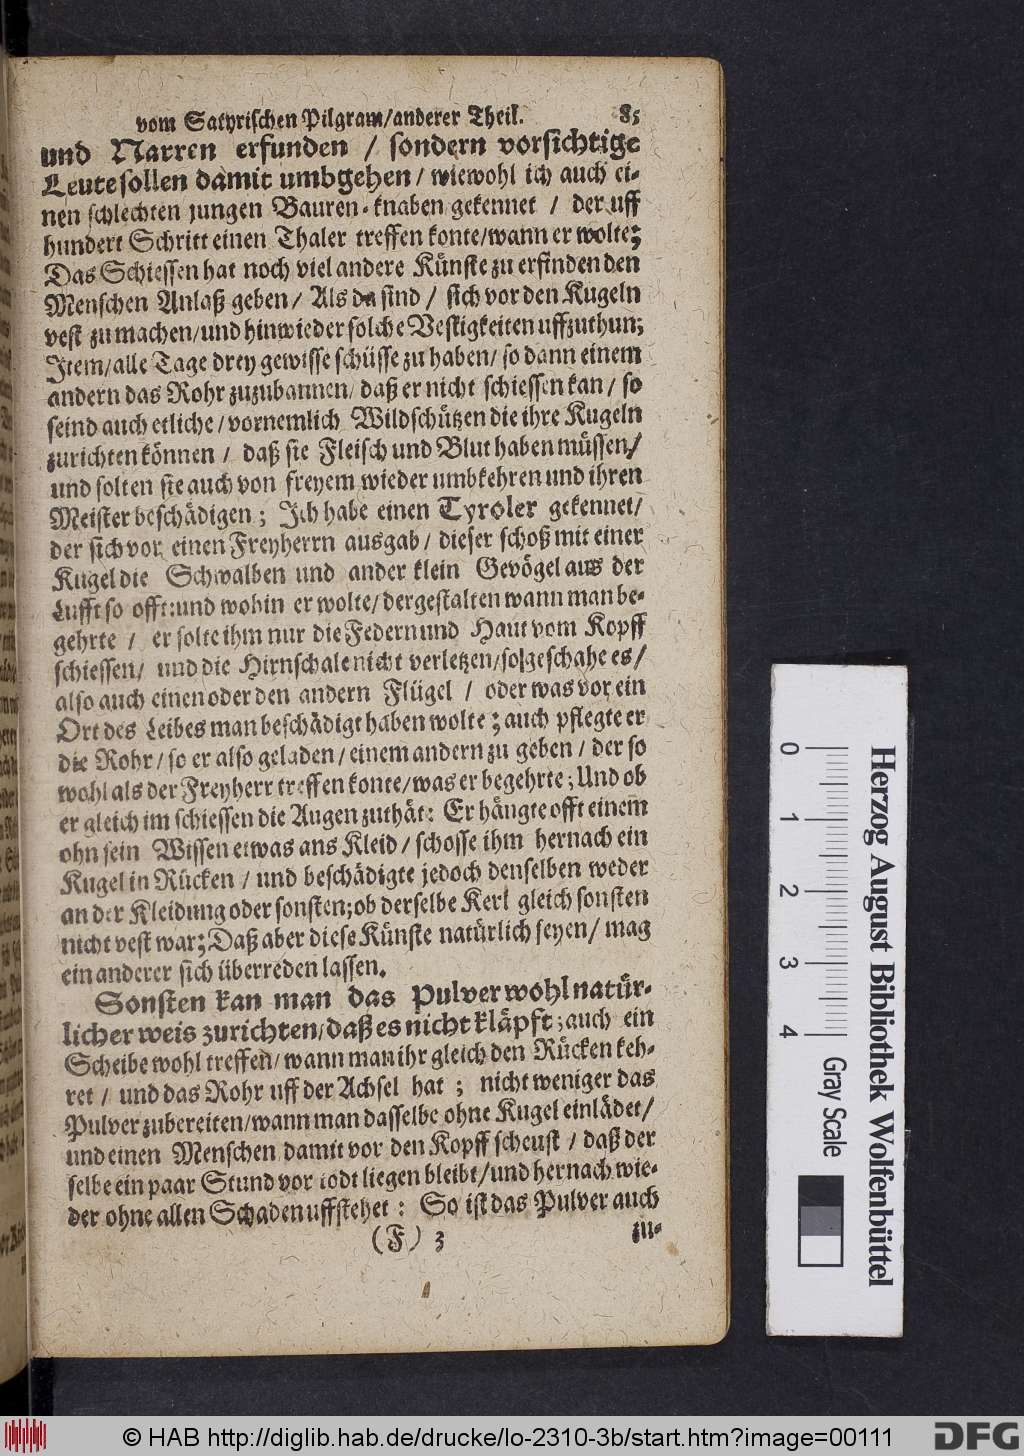 vom Satyrischen Pilgram/anderer Theil. 85
und Narren erfunden / sondern vorsichtige
Leute sollen damit umbgehen / wiewohl ich auch ei-
nen schlechten jungen Bauren-knaben gekennet / der uff
hundert Schritt einen Thaler treffen konte/wann er wolte;
Das Schiessen hat noch viel andere Künste zu erfinden den
Menschen Anlaß geben / Als da sind / sich vor den Kugeln
vest zu machen/und hinwieder solche Vestigkeiten uffzuthun;
Item/alle Tage drey gewisse schüsse zu haben/ so dann einem
andern das Rohr zuzubannen/ daß er nicht schiessen kan / so
seind auch etliche / vornemlich Wildschützen die ihre Kugeln
zurichten können / daß sie Fleisch und Blut haben müssen/
und solten sie auch von freyem wieder umbkehren und ihren
Meister beschädigen ; Ich habe einen Tyroler gekennet/
der sich vor einen Freyherrn ausgab / dieser schoß mit einer
Kugel die Schwalben und ander klein Gevögel aus der
Lufft so offt und wohin er wolte/ dergestalten wann man be-
gehrte / er solte ihm nur die Federn und Haut vom Kopff
schiessen/ und die Hirnschale nicht verletzen/so geschahe es /
also auch einen oder den andern Flügel / oder was vor ein
Ort des Leibes man beschädigt haben wolte ; auch pflegte er
die Rohr / so er also geladen / einem andern zu geben / der so
wohl als der Freyherr treffen konte/was er begehrte ; Und ob
er gleich im schiessen die Augen zuthät: Er hängte offt einem
ohn sein Wissen etwas ans Kleid / schosse ihm hernach ein
Kugel in Rücken / und beschädigte jedoch denselben weder
an der Kleidung oder sonsten; ob derselbe Kerl gleich sonsten
nicht vest war; Daß aber diese Künste natürlich seyen / mag
ein anderer sich überreden lassen.
Sonsten kan man das Pulver wohl natür-
licher weis zurichten/daß es nicht kläpft; auch ein
Scheibe wohl treffen / wann man ihr gleich den Rücken keh-
ret / und das Rohr uff der Achsel hat ; nicht weniger das
Pulver zubereiten/wann man dasselbe ohne Kugel einlädet/
und einen Menschen damit vor den Kopff scheust / daß der
selbe ein paar Stund vor todt liegen bleibt/und hernach wie-
der ohne allen Schaden uffstehet : So ist das Pulver auch
(F) 3 zu-
0 1 2 3 4
Gray Scale
Herzog August Bibliothek Wolfenbüttel
© HAB http://diglib.hab.de/drucke/lo-2310-3b/start.htm?image=00111
DFG